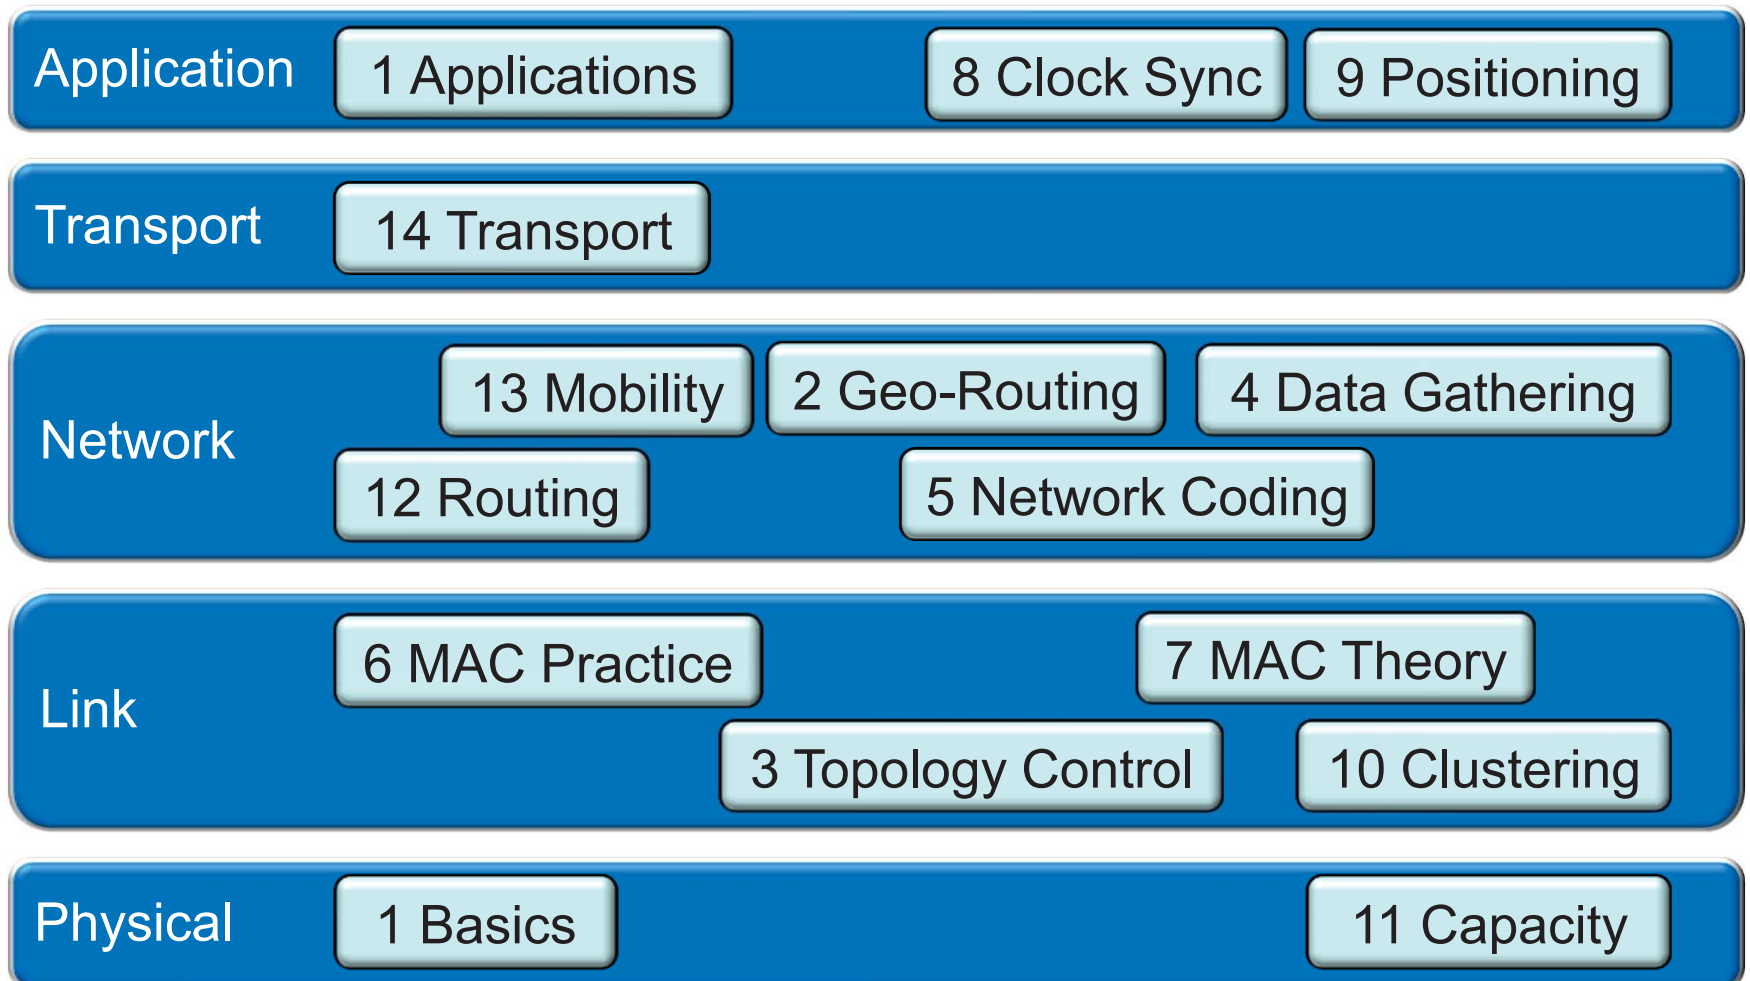 Application
1 Applications
8 Clock Sync
9 Positioning
Transport
14 Transport
Network
13 Mobility
2 Geo-Routing
4 Data Gathering
12 Routing
5 Network Coding
Link
6 MAC Practice
7 MAC Theory
3 Topology Control
10 Clustering
Physical
1 Basics
11 Capacity